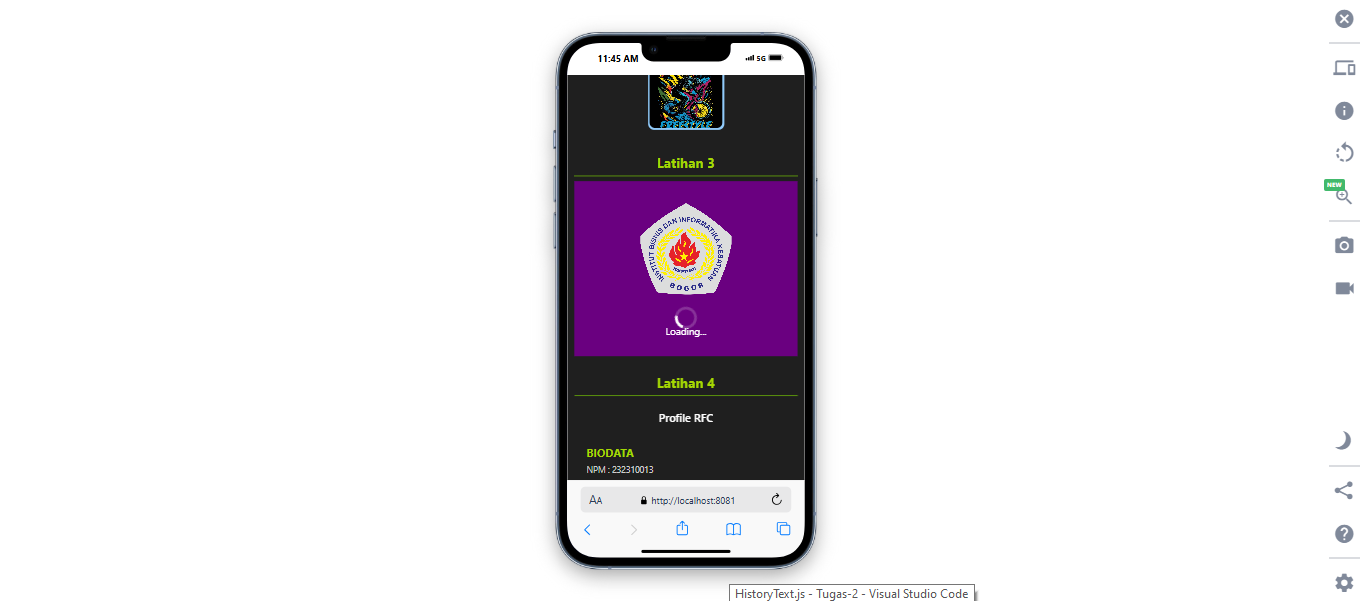 11:45 AM
5G
FREESTYLE
Latihan 3
INSTITUT BISNIS DAN INFORMATIKA KESATUAN
BOGOR
Loading...
Latihan 4
Profile RFC
BIODATA
NPM : 232310013
AA
http://localhost:8081
NEW
HistoryText.js - Tugas-2 - Visual Studio Code